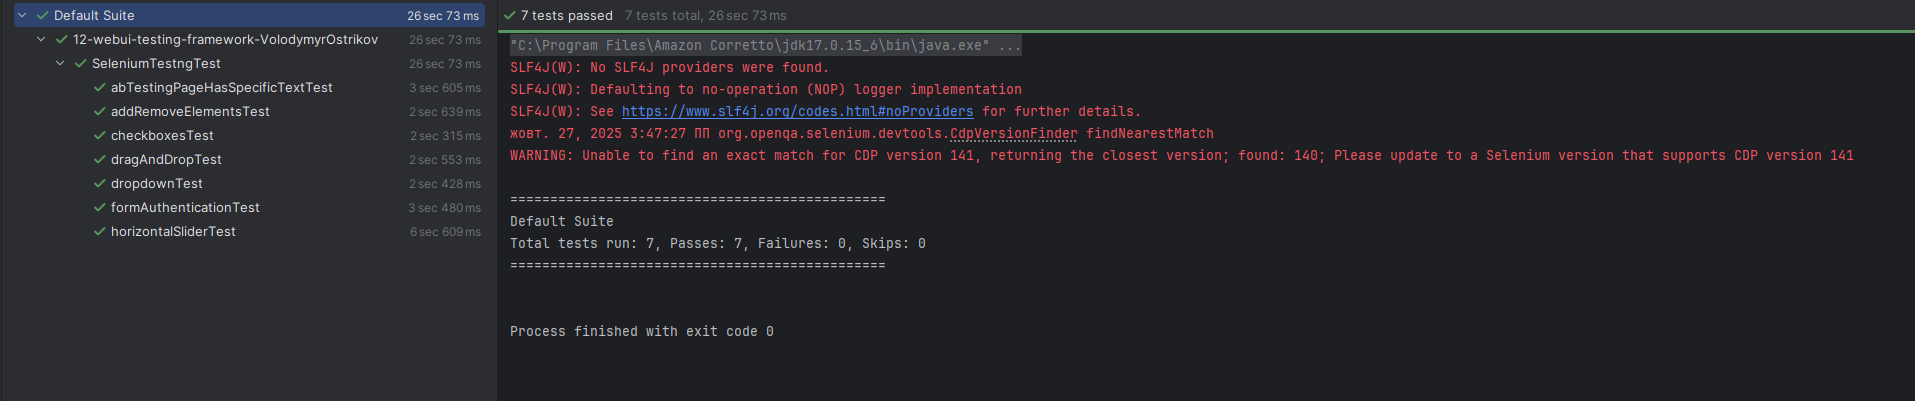 Default Suite 26 sec 73 ms
12-webui-testing-framework-VolodymyrOstrikov 26 sec 73 ms
SeleniumTestngTest 26 sec 73 ms
abTestingPageHasSpecificTextTest 3 sec 605 ms
addRemoveElementsTest 2 sec 639 ms
checkboxesTest 2 sec 315 ms
dragAndDropTest 2 sec 553 ms
dropdownTest 2 sec 428 ms
formAuthenticationTest 3 sec 480 ms
horizontalSliderTest 6 sec 609 ms
7 tests passed 7 tests total, 26 sec 73 ms
"C:\Program Files\Amazon Corretto\jdk17.0.15_6\bin\java.exe" ...
SLF4J(W): No SLF4J providers were found.
SLF4J(W): Defaulting to no-operation (NOP) logger implementation
SLF4J(W): See https://www.slf4j.org/codes.html#noProviders for further details.
жовт. 27, 2025 3:47:27 ПП org.openqa.selenium.devtools.CdpVersionFinder findNearestMatch
WARNING: Unable to find an exact match for CDP version 141, returning the closest version; found: 140; Please update to a Selenium version that supports CDP version 141
===============================================
Default Suite
Total tests run: 7, Passes: 7, Failures: 0, Skips: 0
===============================================
Process finished with exit code 0